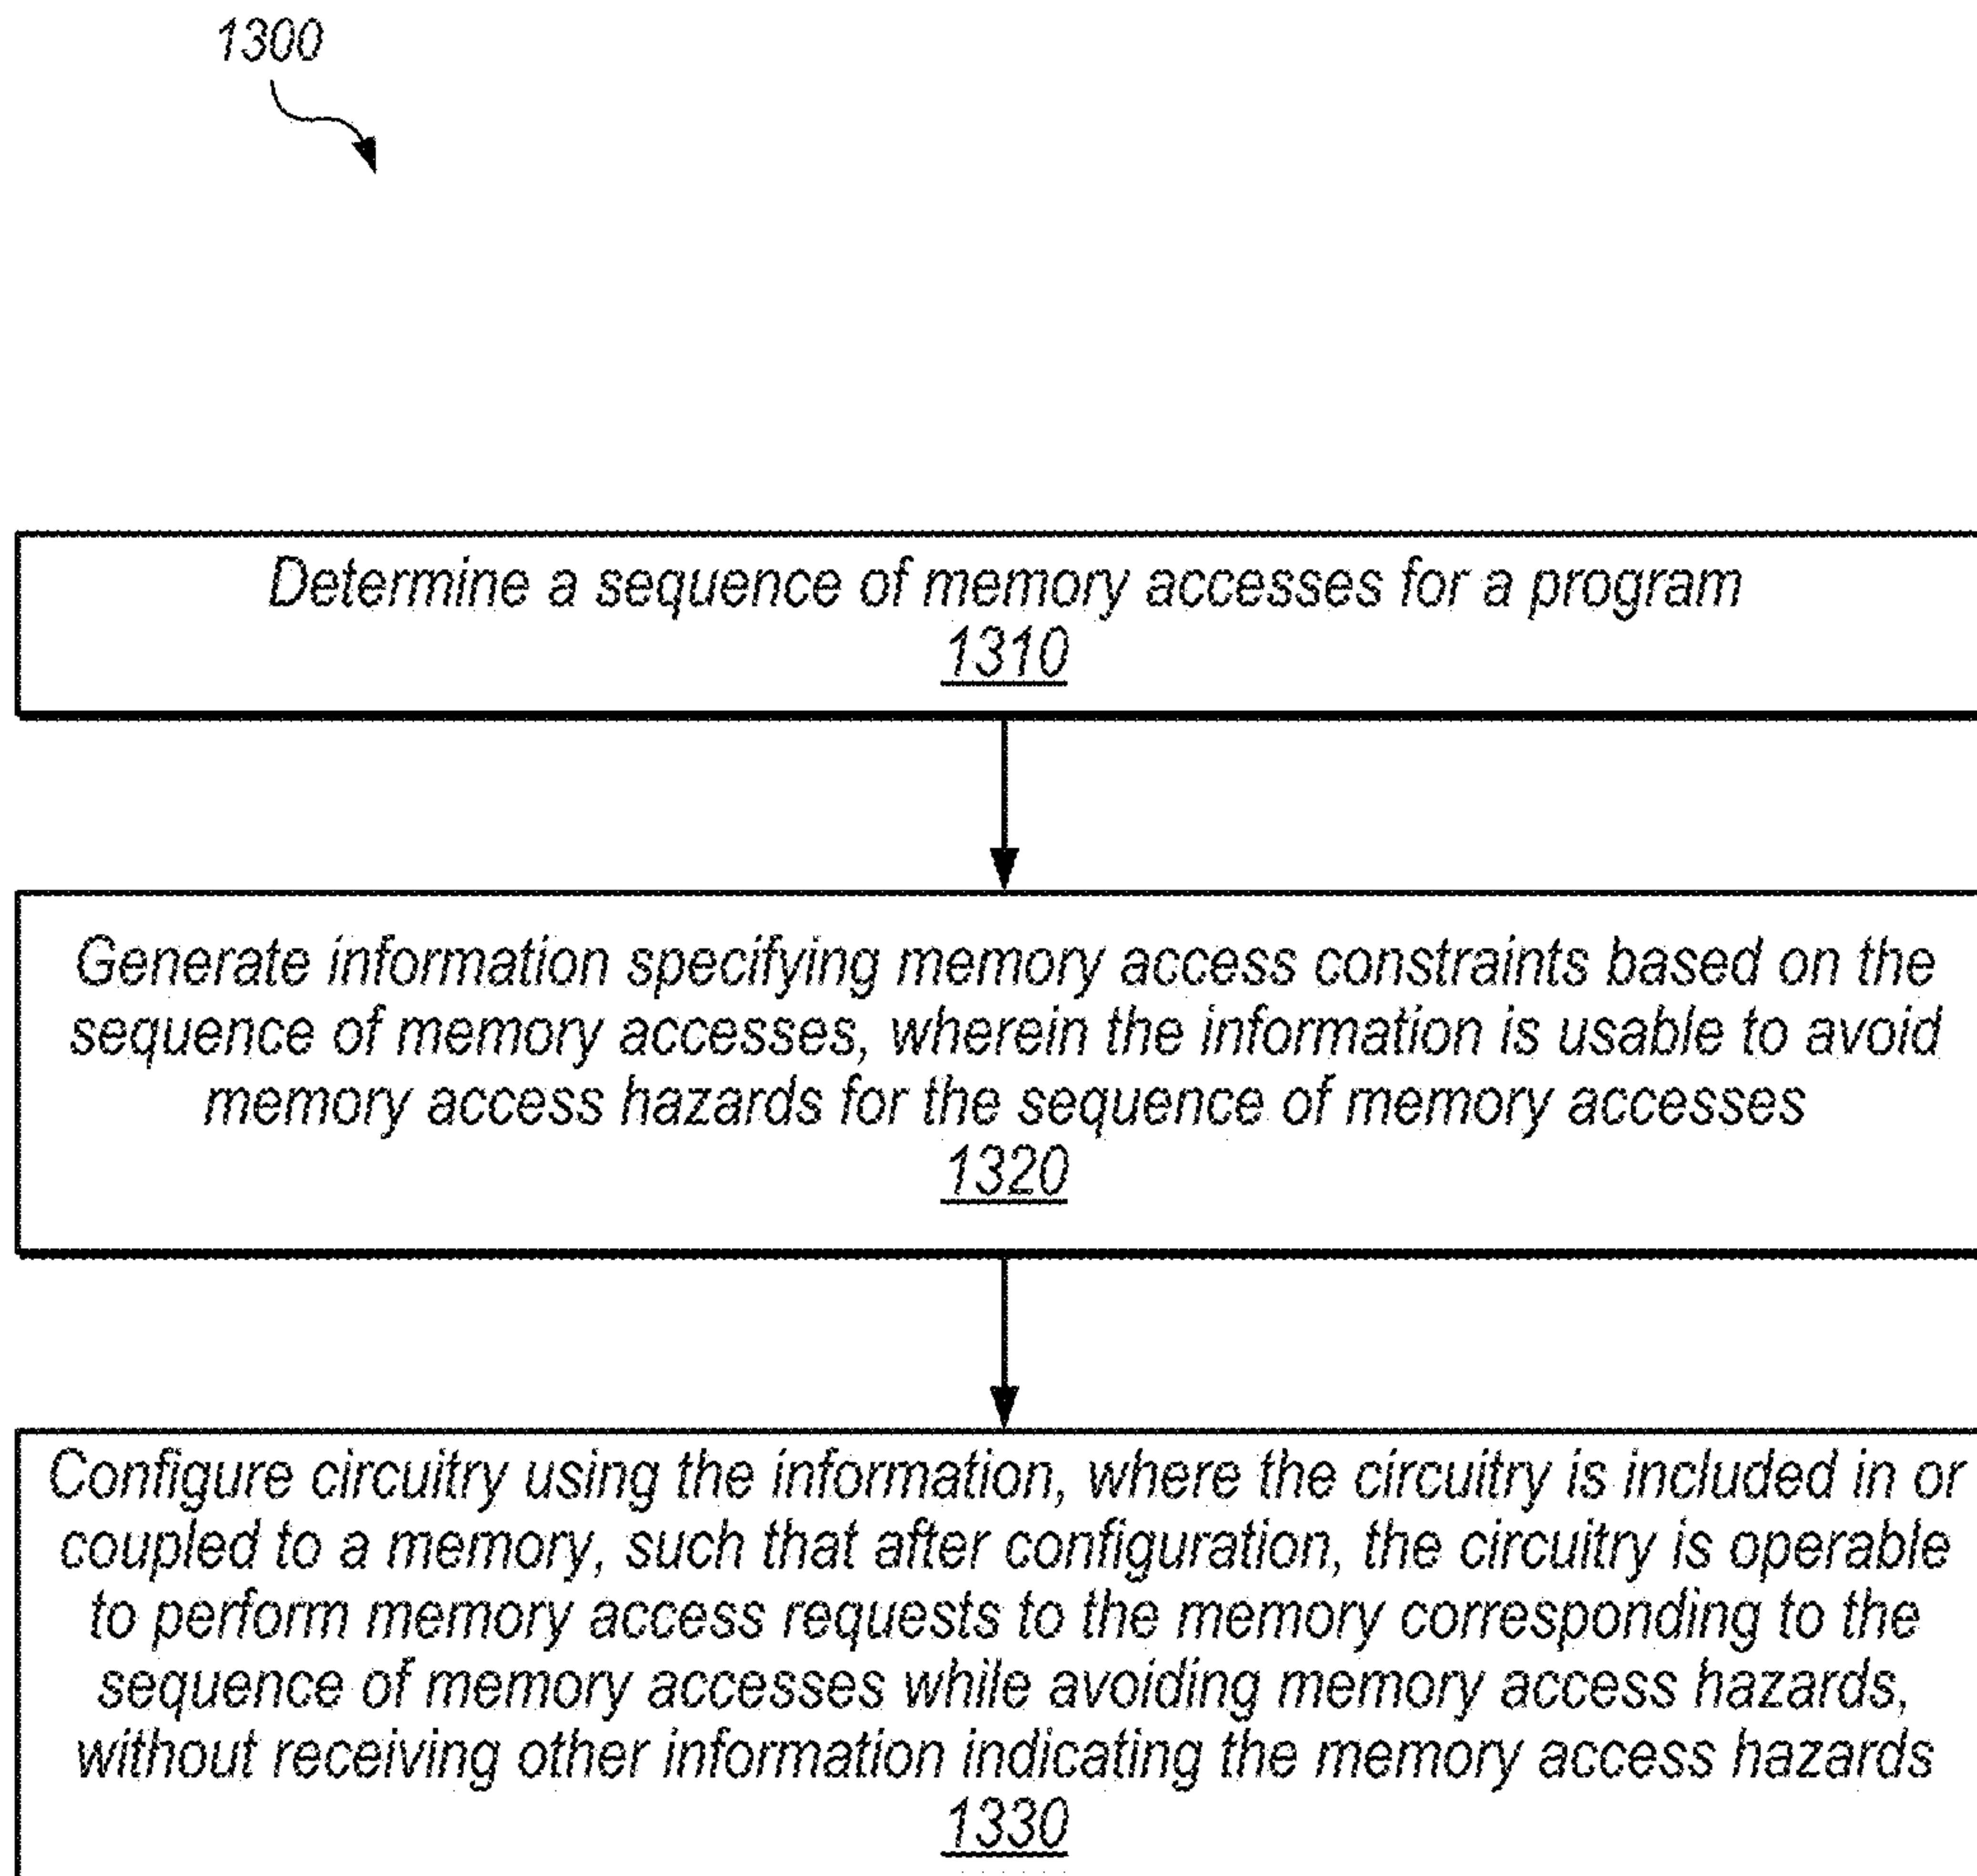 1300
Determine a sequence of memory accesses for a program
1310
Generate information specifying memory access constraints based on the
sequence of memory accesses, wherein the information is usable to avoid
memory access hazards for the sequence of memory accesses
1320
Configure circuitry using the information, where the circuitry is included in or
coupled to a memory, such that after configuration, the circuitry is operable
to perform memory access requests to the memory corresponding to the
sequence of memory accesses while avoiding memory access hazards,
without receiving other information indicating the memory access hazards
1330